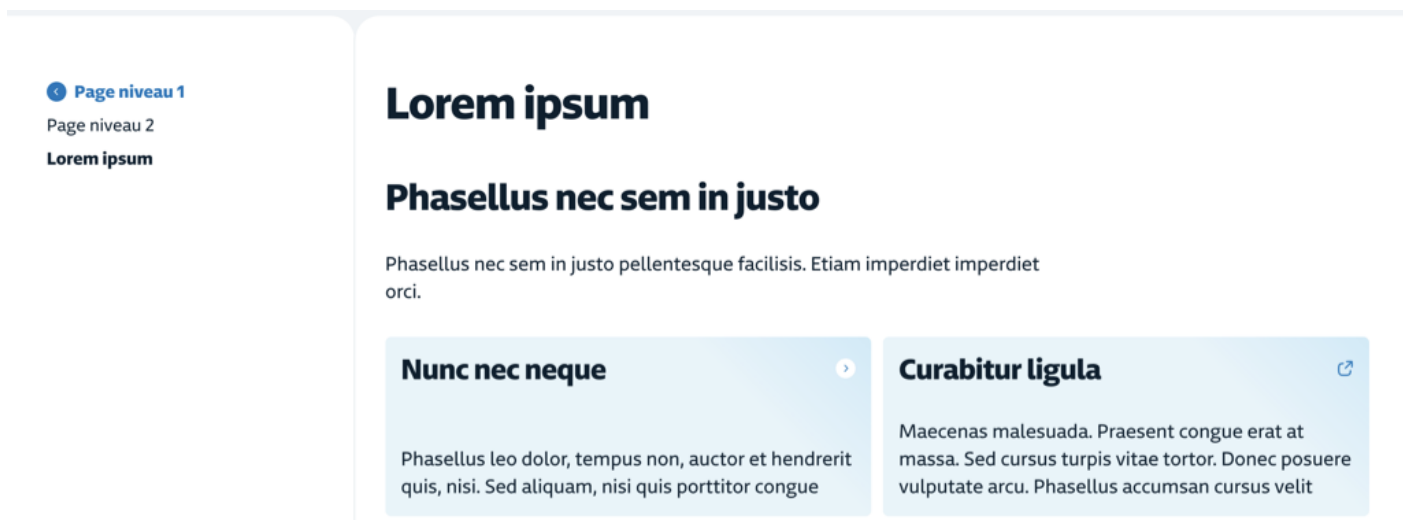 Page niveau 1
Page niveau 2
Lorem ipsum
Lorem ipsum
Phasellus nec sem in justo
Phasellus nec sem in justo pellentesque facilisis. Etiam imperdiet imperdiet
orci.
Nunc nec neque
Phasellus leo dolor, tempus non, auctor et hendrerit
quis, nisi. Sed aliquam, nisi quis porttitor congue
Curabitur ligula
Maecenas malesuada. Praesent congue erat at
massa. Sed cursus turpis vitae tortor. Donec posuere
vulputate arcu. Phasellus accumsan cursus velit